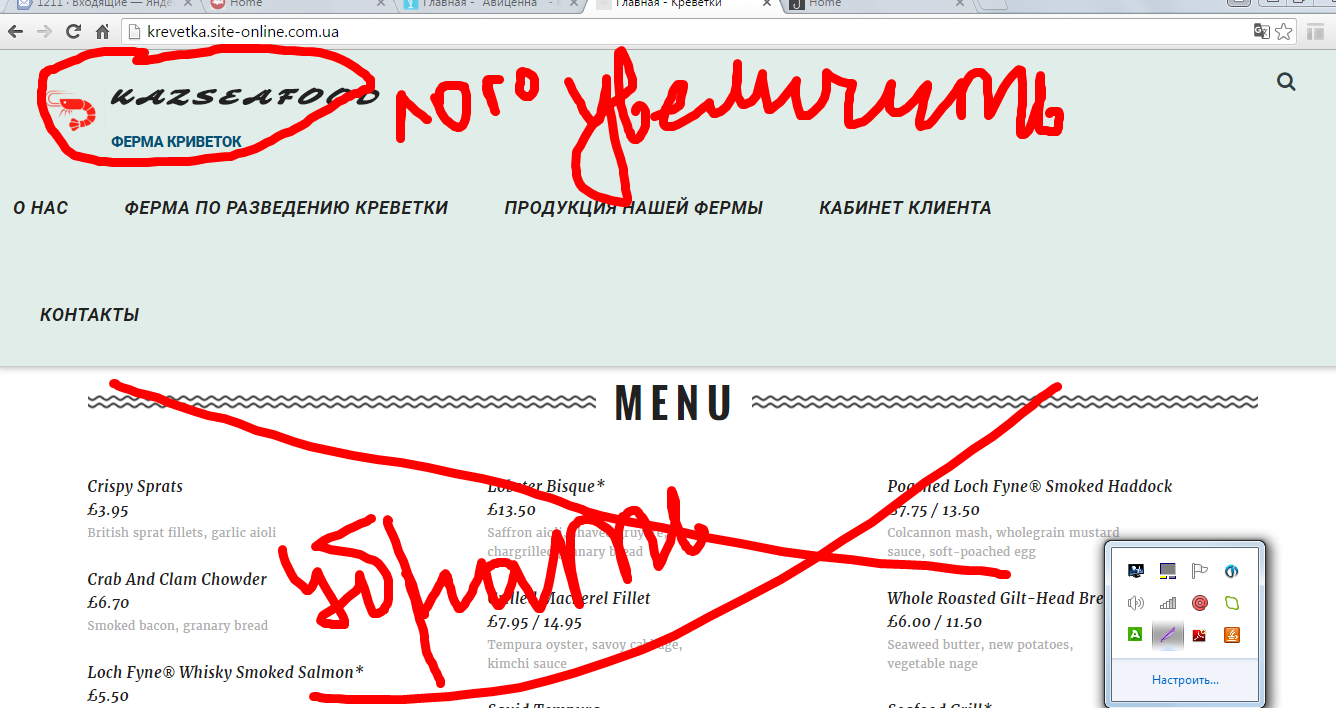 1211 · Входящие — Янде
Home
Главная - "Авиценна" -
Главная - Креветки
Home
krevetka.site-online.com.ua
KAZSEAFOOD
лого увеличить
ФЕРМА КРИВЕТОК
О НАС ФЕРМА ПО РАЗВЕДЕНИЮ КРЕВЕТКИ ПРОДУКЦИЯ НАШЕЙ ФЕРМЫ КАБИНЕТ КЛИЕНТА
КОНТАКТЫ
MENU
Crispy Sprats
£3.95
British sprat fillets, garlic aioli
Crab And Clam Chowder
£6.70
Smoked bacon, granary bread
Loch Fyne® Whisky Smoked Salmon*
£5.50
убрать
Lobster Bisque*
£13.50
Saffron aioli, shaved gruyère,
chargrilled granary bread
Grilled Mackerel Fillet
£7.95 / 14.95
Tempura oyster, savoy cabbage,
kimchi sauce
Squid Tempura
Poached Loch Fyne® Smoked Haddock
£7.75 / 13.50
Colcannon mash, wholegrain mustard
sauce, soft-poached egg
Whole Roasted Gilt-Head Bre
£6.00 / 11.50
Seaweed butter, new potatoes,
vegetable nage
Seafood Grill*
Настроить...